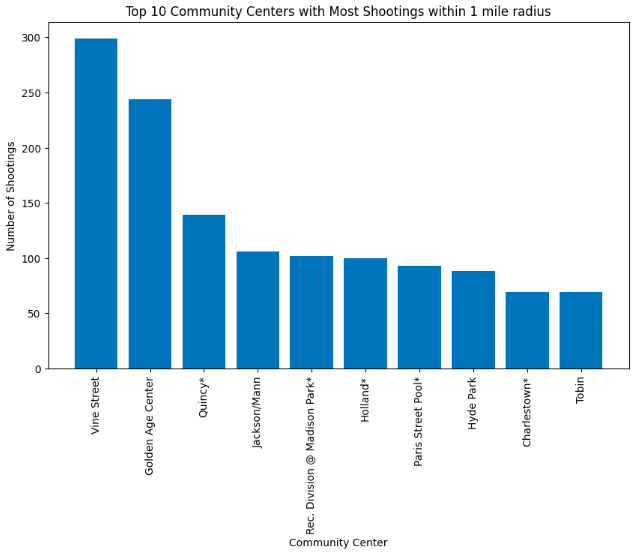 Top 10 Community Centers with Most Shootings within 1 mile radius
Number of Shootings
300
250
200
150
100
50
0
Vine Street
Golden Age Center
Quincy*
Jackson/Mann
Rec. Division @ Madison Park*
Holland*
Paris Street Pool*
Hyde Park
Charlestown*
Tobin
Community Center